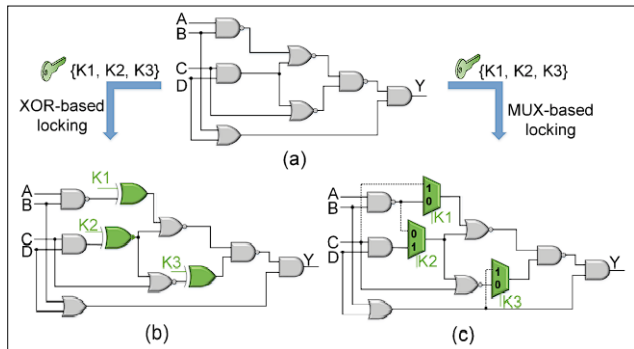 A
B
C
D
Y
{K1, K2, K3}
XOR-based
locking
{K1, K2, K3}
MUX-based
locking
(a)
A
B
C
D
K1
K2
K3
Y
(b)
A
B
C
D
1
0
K1
0
1
K2
1
0
K3
Y
(c)